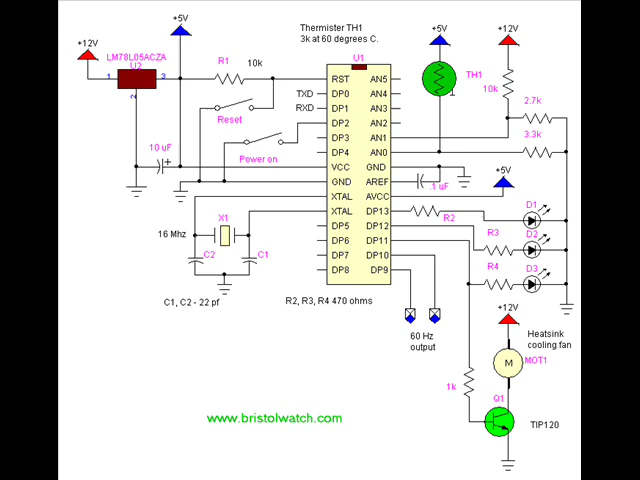 +5V
Thermister TH1
3k at 60 degrees C.
+5V
+12V
+12V
LM78L05ACZA
U2
1
3
2
R1
10k
U1
TH1
10k
2.7k
3.3k
RST
AN5
TXD
DP0
AN4
RXD
DP1
AN3
DP2
AN2
DP3
AN1
DP4
AN0
VCC
GND
GND
AREF
XTAL
AVCC
XTAL
DP13
DP5
DP12
DP6
DP11
DP7
DP10
DP8
DP9
Reset
Power on
10 uF
+
.1 uF
+5V
16 Mhz
X1
C2
C1
R2
D1
R3
D2
R4
D3
C1, C2 - 22 pf
R2, R3, R4 470 ohms
60 Hz
output
+12V
Heatsink
cooling fan
M
MOT1
1k
Q1
TIP120
www.bristolwatch.com